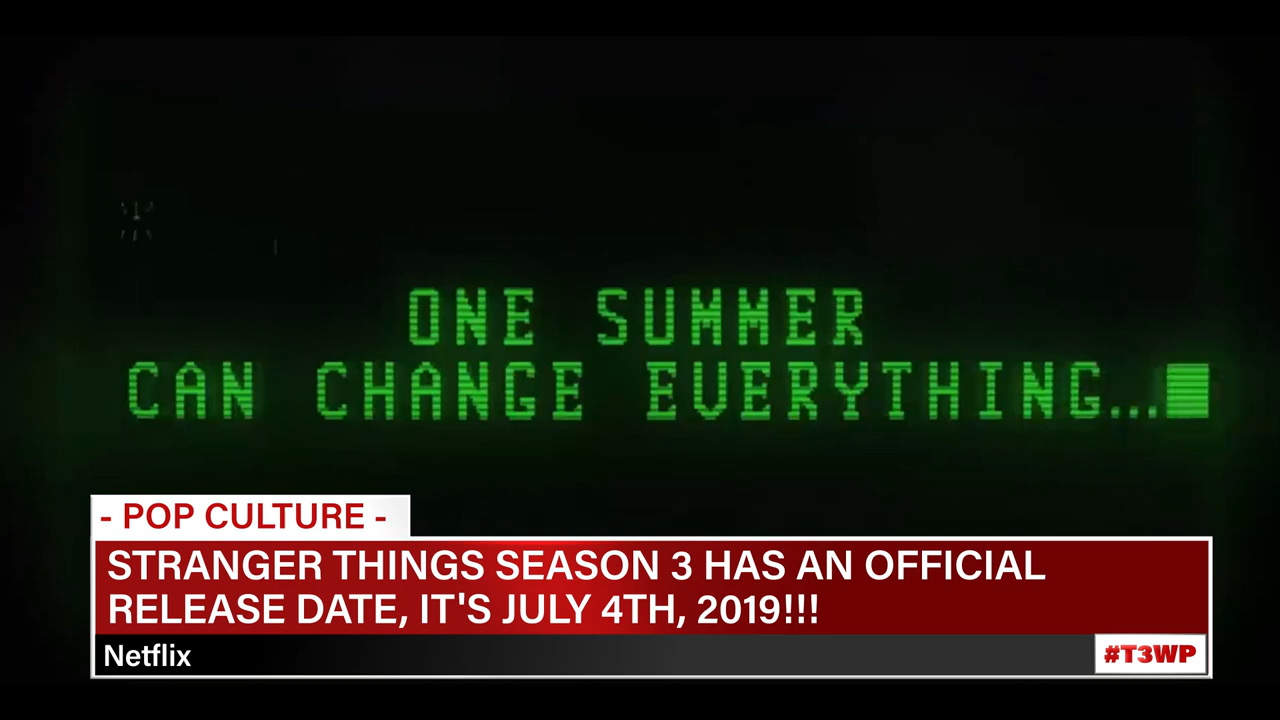 ONE SUMMER
CAN CHANGE EVERYTHING...
- POP CULTURE -
STRANGER THINGS SEASON 3 HAS AN OFFICIAL
RELEASE DATE, IT'S JULY 4TH, 2019!!!
Netflix
#T3WP